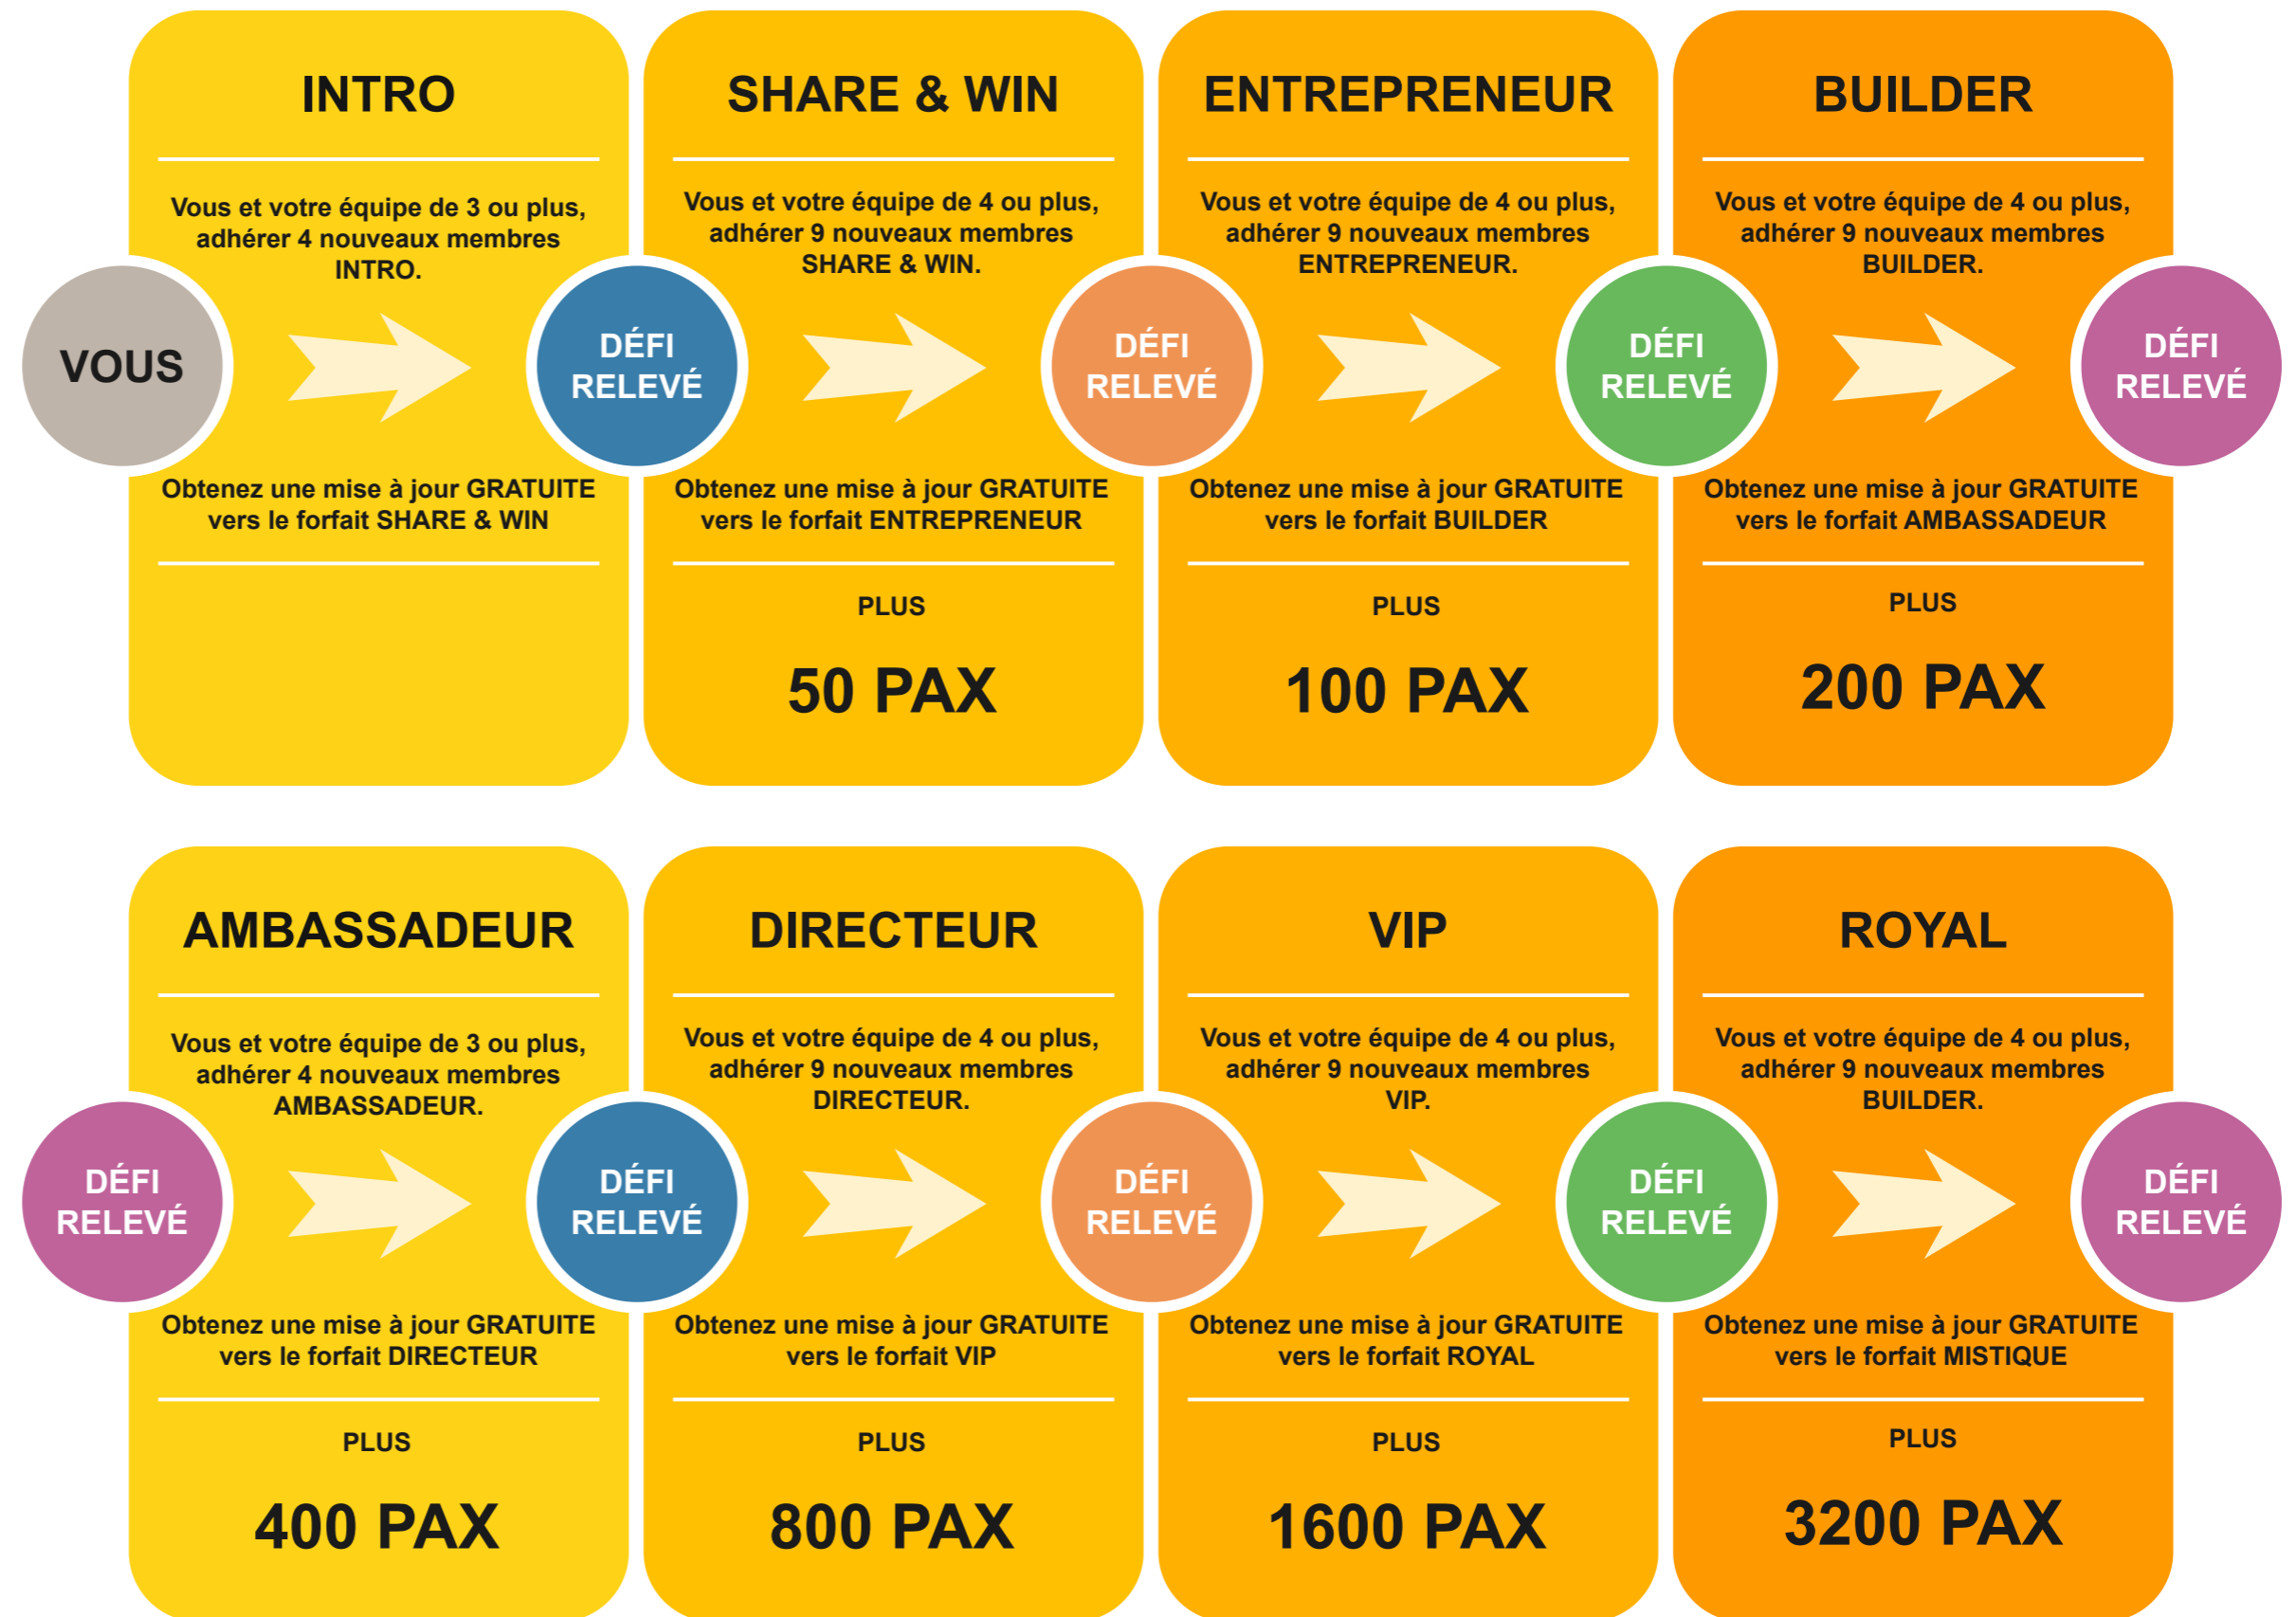 INTRO
Vous et votre équipe de 3 ou plus,
adhérer 4 nouveaux membres
INTRO.
VOUS
DÉFI
RELEVÉ
Obtenez une mise à jour GRATUITE
vers le forfait SHARE & WIN
SHARE & WIN
Vous et votre équipe de 4 ou plus,
adhérer 9 nouveaux membres
SHARE & WIN.
DÉFI
RELEVÉ
Obtenez une mise à jour GRATUITE
vers le forfait ENTREPRENEUR
PLUS
50 PAX
ENTREPRENEUR
Vous et votre équipe de 4 ou plus,
adhérer 9 nouveaux membres
ENTREPRENEUR.
DÉFI
RELEVÉ
Obtenez une mise à jour GRATUITE
vers le forfait BUILDER
PLUS
100 PAX
BUILDER
Vous et votre équipe de 4 ou plus,
adhérer 9 nouveaux membres
BUILDER.
DÉFI
RELEVÉ
Obtenez une mise à jour GRATUITE
vers le forfait AMBASSADEUR
PLUS
200 PAX
AMBASSADEUR
Vous et votre équipe de 3 ou plus,
adhérer 4 nouveaux membres
AMBASSADEUR.
DÉFI
RELEVÉ
DÉFI
RELEVÉ
Obtenez une mise à jour GRATUITE
vers le forfait DIRECTEUR
PLUS
400 PAX
DIRECTEUR
Vous et votre équipe de 4 ou plus,
adhérer 9 nouveaux membres
DIRECTEUR.
DÉFI
RELEVÉ
Obtenez une mise à jour GRATUITE
vers le forfait VIP
PLUS
800 PAX
VIP
Vous et votre équipe de 4 ou plus,
adhérer 9 nouveaux membres
VIP.
DÉFI
RELEVÉ
Obtenez une mise à jour GRATUITE
vers le forfait ROYAL
PLUS
1600 PAX
ROYAL
Vous et votre équipe de 4 ou plus,
adhérer 9 nouveaux membres
BUILDER.
DÉFI
RELEVÉ
Obtenez une mise à jour GRATUITE
vers le forfait MISTIQUE
PLUS
3200 PAX